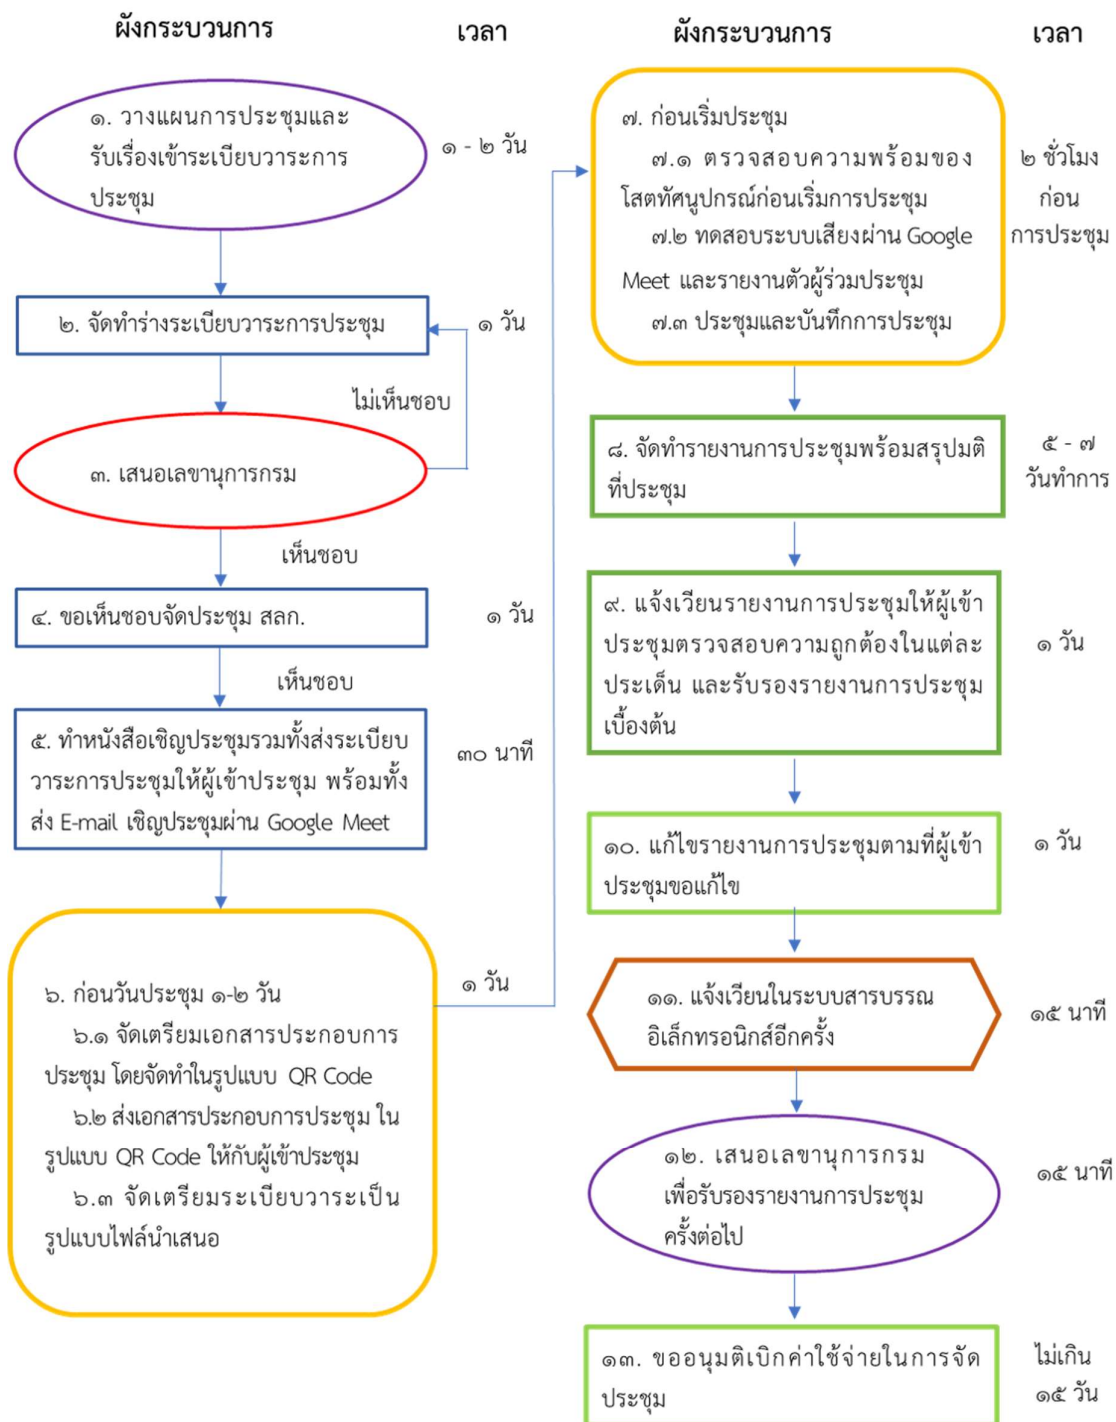 ผังกระบวนการ
เวลา
๑. วางแผนการประชุมและ
รับเรื่องเข้าระเบียบวาระการ
ประชุม
๑ - ๒ วัน
๒. จัดทำร่างระเบียบวาระการประชุม
๑ วัน
ไม่เห็นชอบ
๓. เสนอเลขานุการกรม
เห็นชอบ
๔. ขอเห็นชอบจัดประชุม สลก.
๑ วัน
เห็นชอบ
๕. ทำหนังสือเชิญประชุมรวมทั้งส่งระเบียบ
วาระการประชุมให้ผู้เข้าประชุม พร้อมทั้ง
ส่ง E-mail เชิญประชุมผ่าน Google Meet
๓๐ นาที
๖. ก่อนวันประชุม ๑-๒ วัน
๖.๑ จัดเตรียมเอกสารประกอบการ
ประชุม โดยจัดทำในรูปแบบ QR Code
๖.๒ ส่งเอกสารประกอบการประชุม ใน
รูปแบบ QR Code ให้กับผู้เข้าประชุม
๖.๓ จัดเตรียมระเบียบวาระเป็น
รูปแบบไฟล์นำเสนอ
๑ วัน
ผังกระบวนการ
เวลา
๗. ก่อนเริ่มประชุม
๗.๑ ตรวจสอบความพร้อมของ
โสตทัศนูปกรณ์ก่อนเริ่มการประชุม
๗.๒ ทดสอบระบบเสียงผ่าน Google
Meet และรายงานตัวผู้ร่วมประชุม
๗.๓ ประชุมและบันทึกการประชุม
๒ ชั่วโมง
ก่อน
การประชุม
๘. จัดทำรายงานการประชุมพร้อมสรุปมติ
ที่ประชุม
๕ - ๗
วันทำการ
๙. แจ้งเวียนรายงานการประชุมให้ผู้เข้า
ประชุมตรวจสอบความถูกต้องในแต่ละ
ประเด็น และรับรองรายงานการประชุม
เบื้องต้น
๑ วัน
๑๐. แก้ไขรายงานการประชุมตามที่ผู้เข้า
ประชุมขอแก้ไข
๑ วัน
๑๑. แจ้งเวียนในระบบสารบรรณ
อิเล็กทรอนิกส์อีกครั้ง
๑๕ นาที
๑๒. เสนอเลขานุการกรม
เพื่อรับรองรายงานการประชุม
ครั้งต่อไป
๑๕ นาที
๑๓. ขออนุมติเบิกค่าใช้จ่ายในการจัด
ประชุม
ไม่เกิน
๑๕ วัน